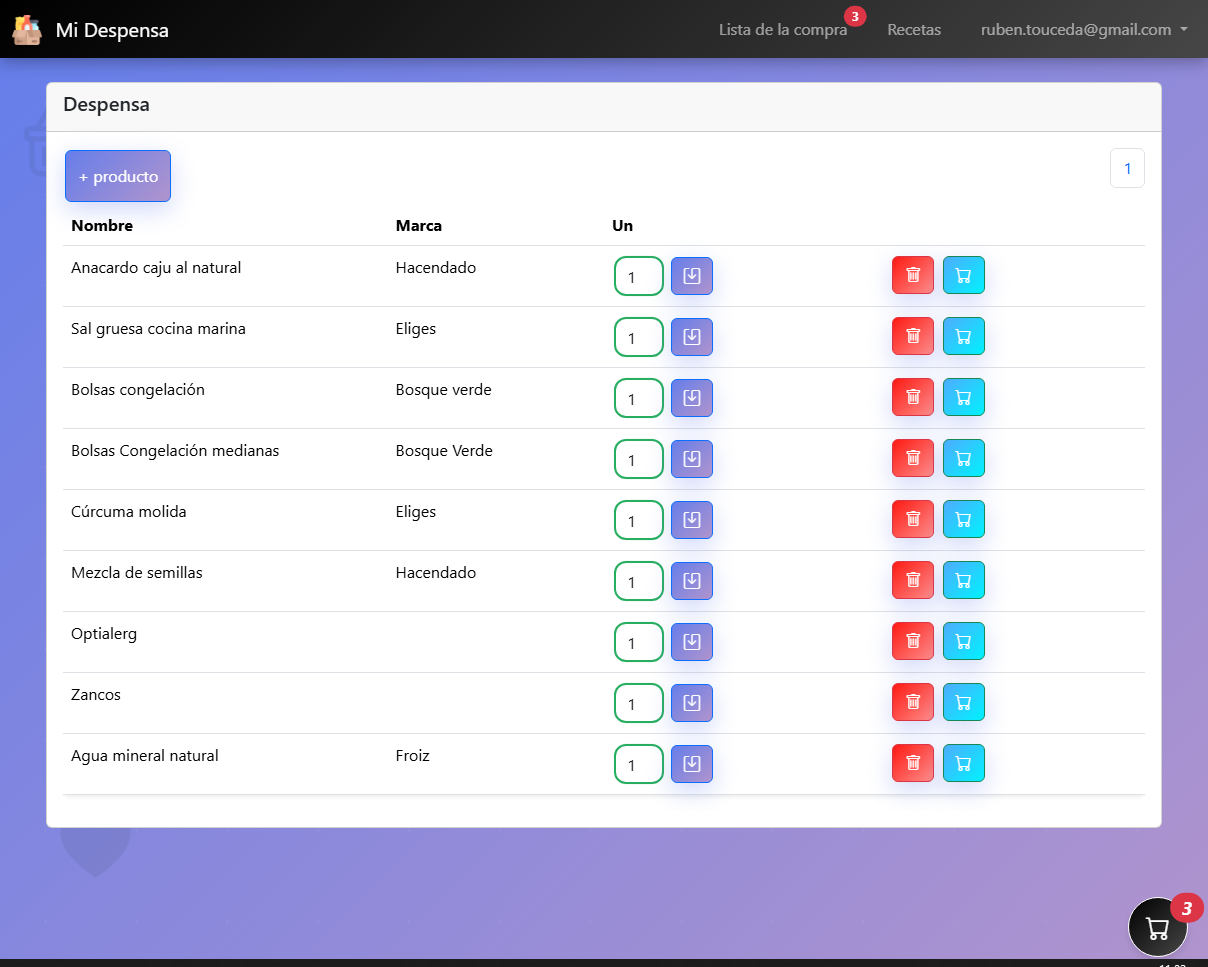 Mi Despensa
Lista de la compra 3 Recetas ruben.touceda@gmail.com
Despensa
+ producto
1
Nombre Marca Un
Anacardo caju al natural Hacendado 1
Sal gruesa cocina marina Eliges 1
Bolsas congelación Bosque verde 1
Bolsas Congelación medianas Bosque Verde 1
Cúrcuma molida Eliges 1
Mezcla de semillas Hacendado 1
Optialerg 1
Zancos 1
Agua mineral natural Froiz 1
3